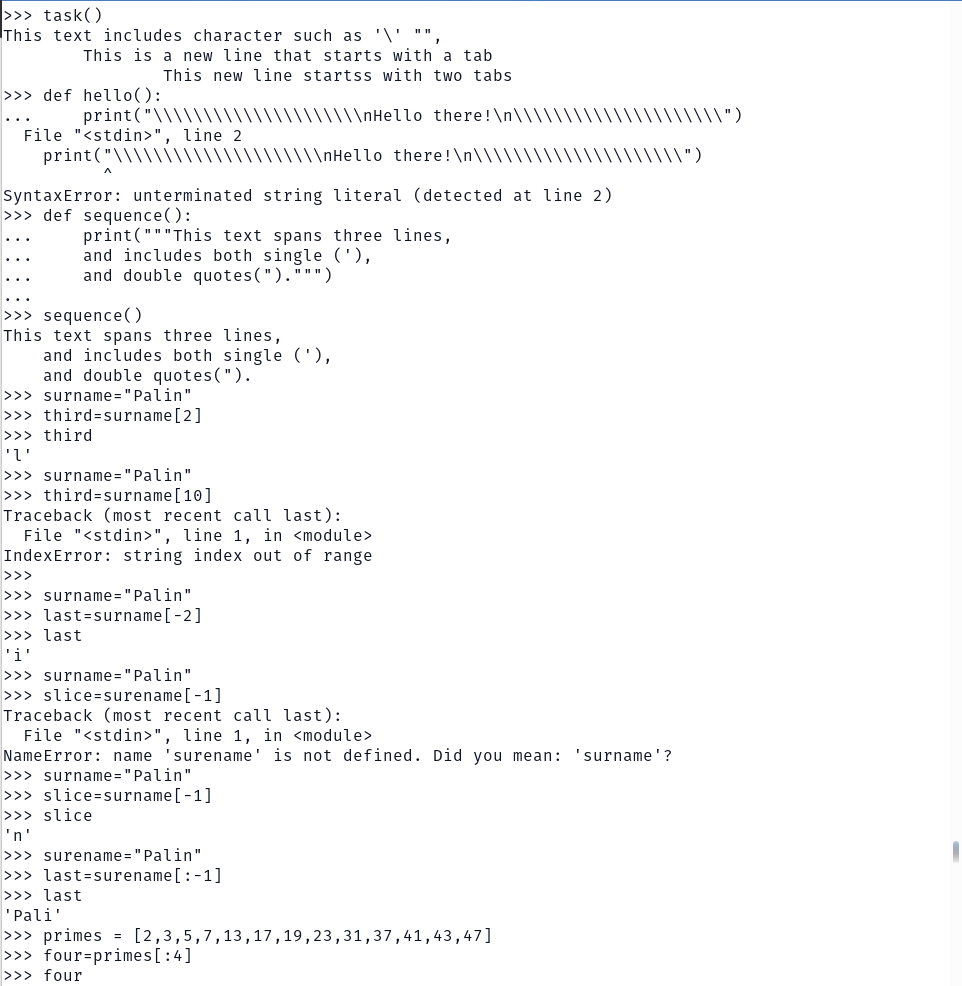 >>> task()
This text includes character such as '\' "",
        This is a new line that starts with a tab
                This new line startss with two tabs
>>> def hello():
...     print("\\\\\\\\\\\\\\\\\\\\\nHello there!\n\\\\\\\\\\\\\\\\\\\\\")
  File "<stdin>", line 2
    print("\\\\\\\\\\\\\\\\\\\\\nHello there!\n\\\\\\\\\\\\\\\\\\\\\")
          ^
SyntaxError: unterminated string literal (detected at line 2)
>>> def sequence():
...     print("""This text spans three lines,
...     and includes both single ('),
...     and double quotes(").""")
...
>>> sequence()
This text spans three lines,
    and includes both single ('),
    and double quotes(").
>>> surname="Palin"
>>> third=surname[2]
>>> third
'l'
>>> surname="Palin"
>>> third=surname[10]
Traceback (most recent call last):
  File "<stdin>", line 1, in <module>
IndexError: string index out of range
>>>
>>> surname="Palin"
>>> last=surname[-2]
>>> last
'i'
>>> surname="Palin"
>>> slice=surename[-1]
Traceback (most recent call last):
  File "<stdin>", line 1, in <module>
NameError: name 'surename' is not defined. Did you mean: 'surname'?
>>> surname="Palin"
>>> slice=surname[-1]
>>> slice
'n'
>>> surename="Palin"
>>> last=surename[:-1]
>>> last
'Pali'
>>> primes = [2,3,5,7,13,17,19,23,31,37,41,43,47]
>>> four=primes[:4]
>>> four